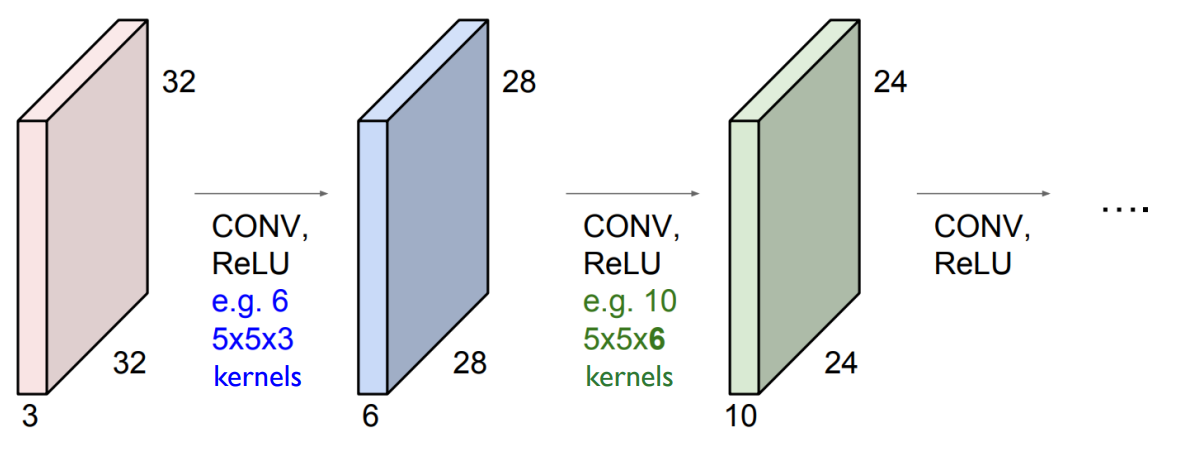 32
32
3
CONV,
ReLU
e.g. 6
5x5x3
kernels
28
28
6
CONV,
ReLU
e.g. 10
5x5x6
kernels
24
24
10
CONV,
ReLU
....